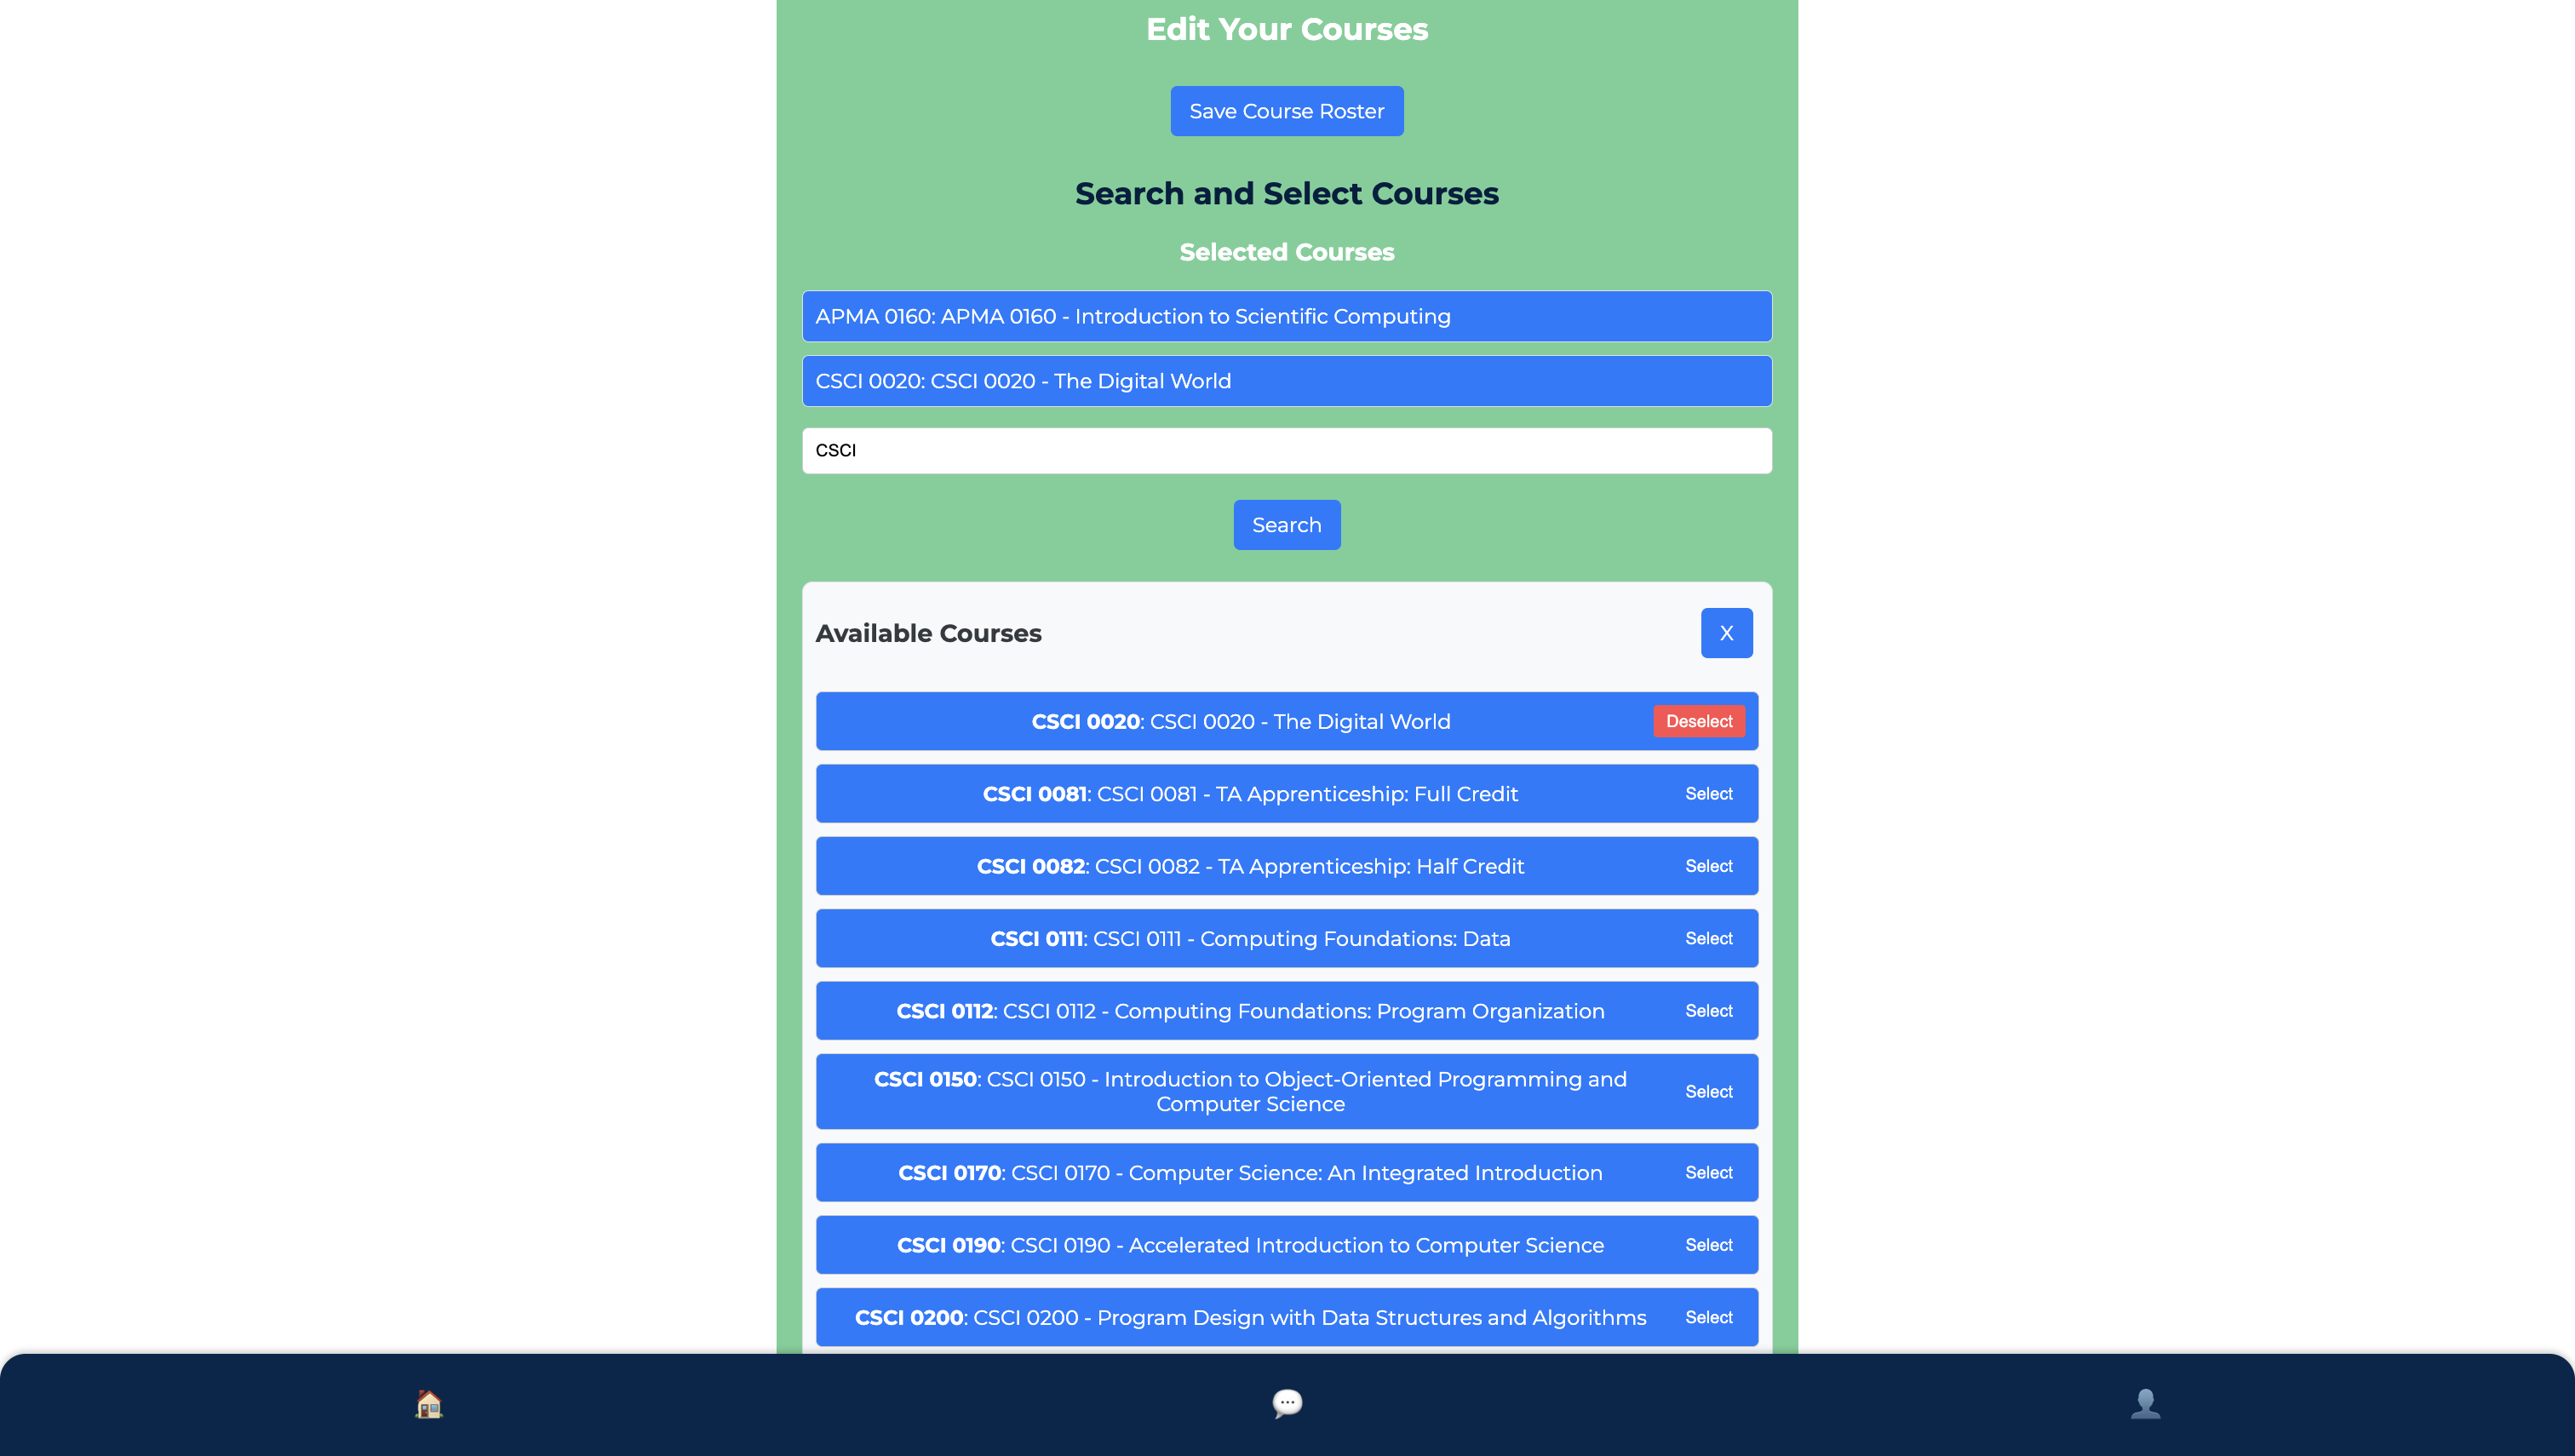 Edit Your Courses
Save Course Roster
Search and Select Courses
Selected Courses
APMA 0160: APMA 0160 - Introduction to Scientific Computing
CSCI 0020: CSCI 0020 - The Digital World
CSCI
Search
Available Courses
X
CSCI 0020: CSCI 0020 - The Digital World
Deselect
CSCI 0081: CSCI 0081 - TA Apprenticeship: Full Credit
Select
CSCI 0082: CSCI 0082 - TA Apprenticeship: Half Credit
Select
CSCI 0111: CSCI 0111 - Computing Foundations: Data
Select
CSCI 0112: CSCI 0112 - Computing Foundations: Program Organization
Select
CSCI 0150: CSCI 0150 - Introduction to Object-Oriented Programming and
Computer Science
Select
CSCI 0170: CSCI 0170 - Computer Science: An Integrated Introduction
Select
CSCI 0190: CSCI 0190 - Accelerated Introduction to Computer Science
Select
CSCI 0200: CSCI 0200 - Program Design with Data Structures and Algorithms
Select